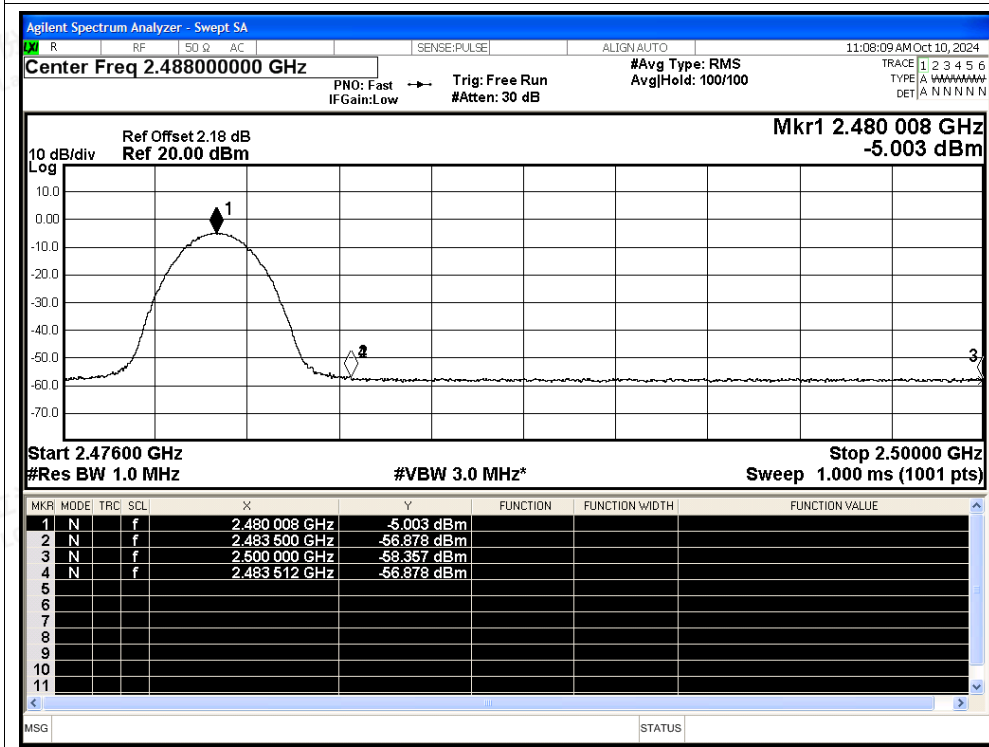 Agilent Spectrum Analyzer - Swept SA
LXI R RF 50 Ω AC SENSE:PULSE ALIGN AUTO 11:08:09 AM Oct 10, 2024
Center Freq 2.488000000 GHz #Avg Type: RMS TRACE 1 2 3 4 5 6
PNO: Fast Trig: Free Run Avg|Hold: 100/100 TYPE A WWWWW
IFGain:Low #Atten: 30 dB DET A N N N N N
Mkr1 2.480 008 GHz
Ref Offset 2.18 dB
10 dB/div Ref 20.00 dBm -5.003 dBm
Log
10.0
0.00
-10.0
-20.0
-30.0
-40.0
-50.0
-60.0
-70.0
1
2
3
Start 2.47600 GHz Stop 2.50000 GHz
#Res BW 1.0 MHz #VBW 3.0 MHz* Sweep 1.000 ms (1001 pts)
MKR MODE TRC SCL X Y FUNCTION FUNCTION WIDTH FUNCTION VALUE
1 N f 2.480 008 GHz -5.003 dBm
2 N f 2.483 500 GHz -56.878 dBm
3 N f 2.500 000 GHz -58.357 dBm
4 N f 2.483 512 GHz -56.878 dBm
5
6
7
8
9
10
11
MSG STATUS